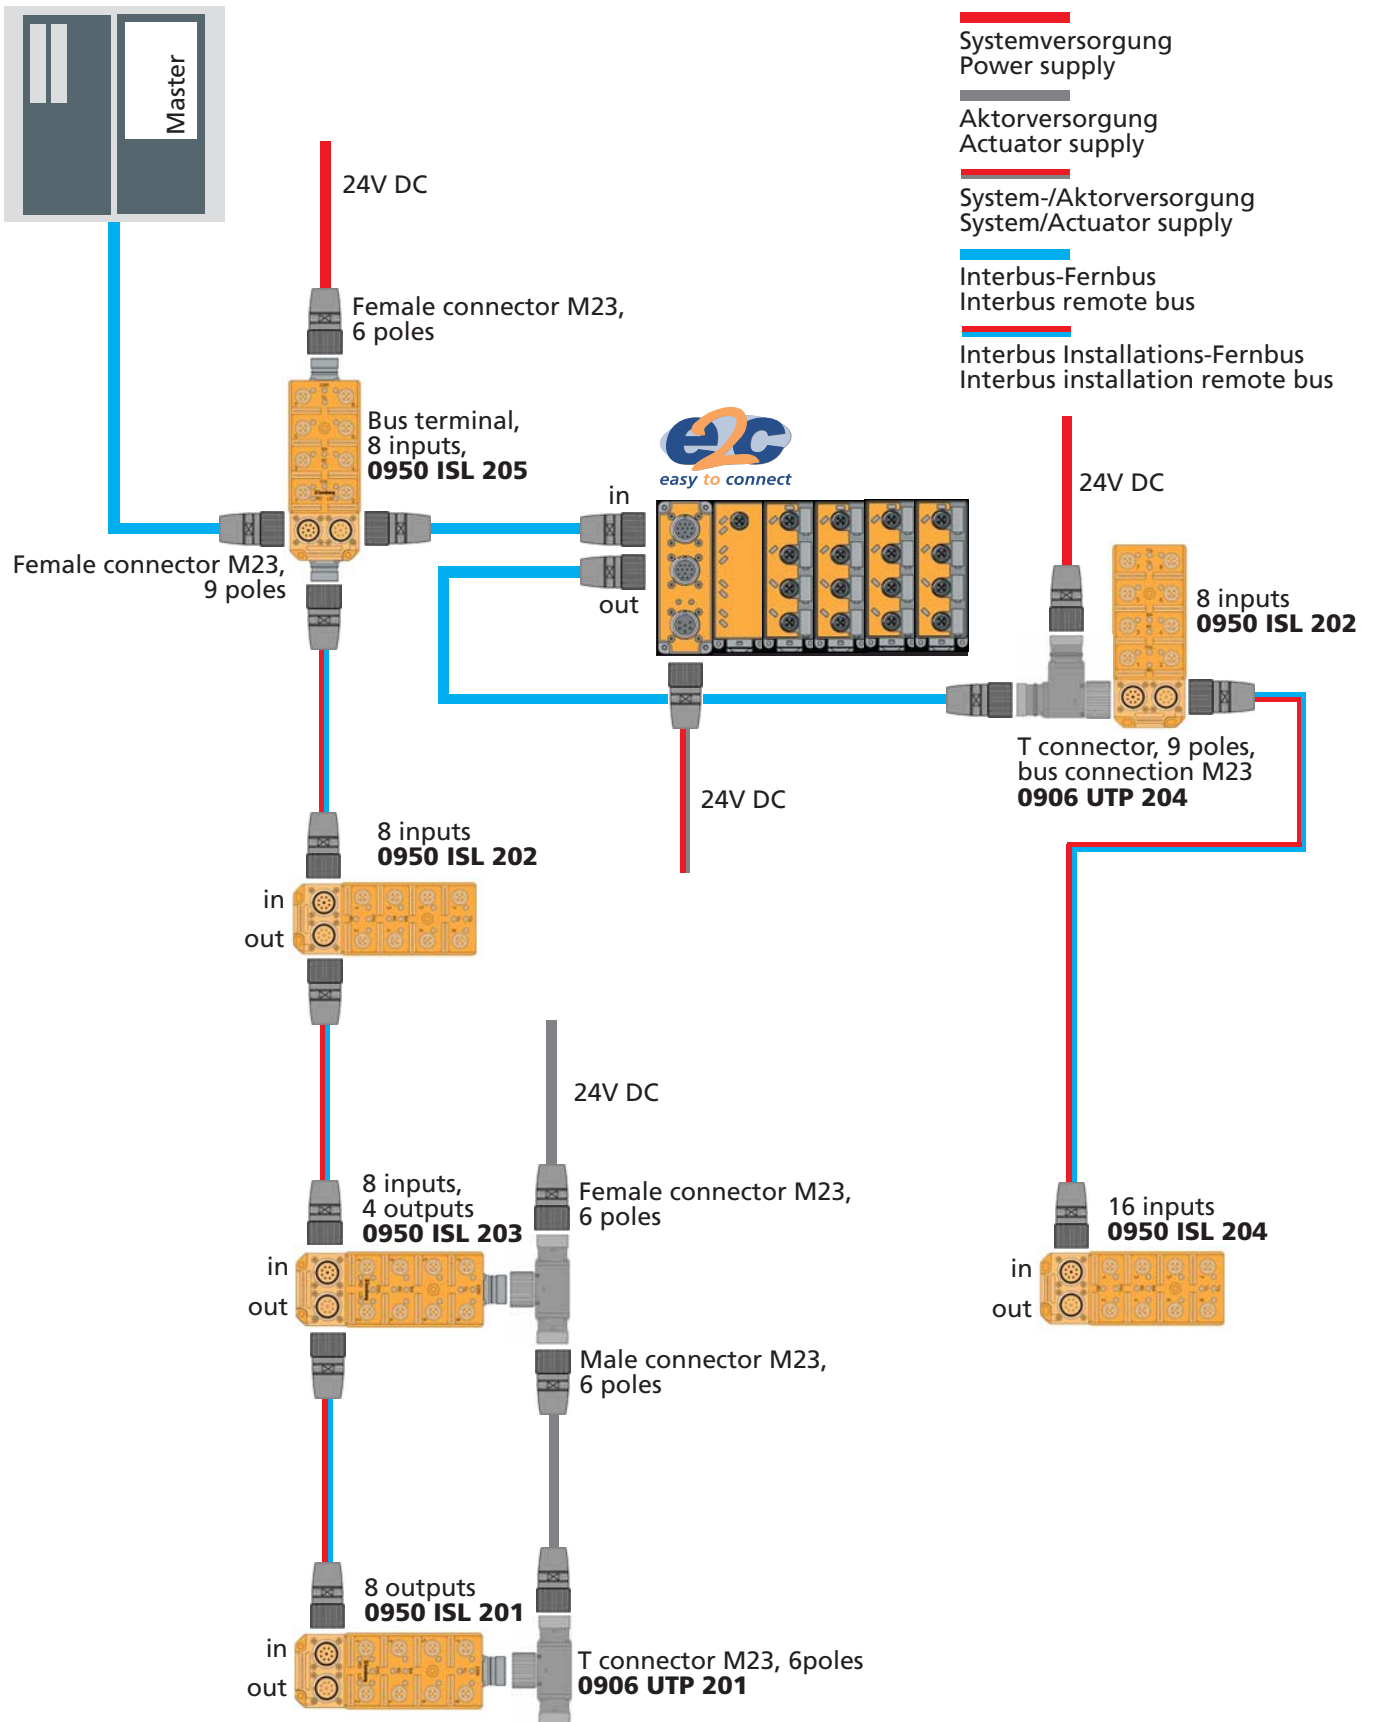 Master
Systemversorgung
Power supply
Aktorversorgung
Actuator supply
System-/Aktorversorgung
System/Actuator supply
Interbus-Fernbus
Interbus remote bus
Interbus Installations-Fernbus
Interbus installation remote bus
24V DC
Female connector M23,
6 poles
Bus terminal,
8 inputs,
0950 ISL 205
Female connector M23,
9 poles
e2c
easy to connect
in
out
24V DC
24V DC
8 inputs
0950 ISL 202
T connector, 9 poles,
bus connection M23
0906 UTP 204
8 inputs
0950 ISL 202
in
out
24V DC
Female connector M23,
6 poles
8 inputs,
4 outputs
0950 ISL 203
in
out
Male connector M23,
6 poles
16 inputs
0950 ISL 204
in
out
8 outputs
0950 ISL 201
in
out
T connector M23, 6poles
0906 UTP 201